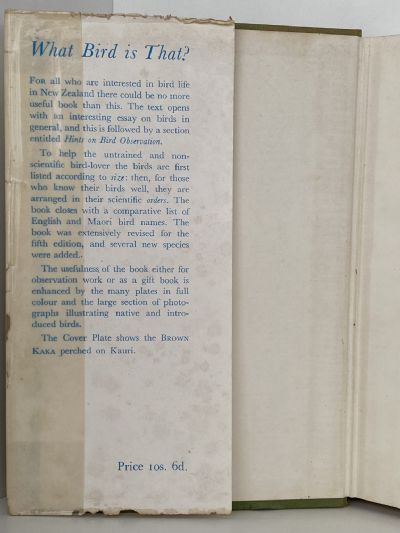 What Bird is That?
FOR all who are interested in bird life
in New Zealand there could be no more
useful book than this. The text opens
with an interesting essay on birds in
general, and this is followed by a section
entitled Hints on Bird Observation.
To help the untrained and non-
scientific bird-lover the birds are first
listed according to size: then, for those
who know their birds well, they are
arranged in their scientific orders. The
book closes with a comparative list of
English and Maori bird names. The
book was extensively revised for the
fifth edition, and several new species
were added..
The usefulness of the book either for
observation work or as a gift book is
enhanced by the many plates in full
colour and the large section of photo-
graphs illustrating native and intro-
duced birds.
The Cover Plate shows the BROWN
KAKA perched on Kauri.
Price 10s. 6d.